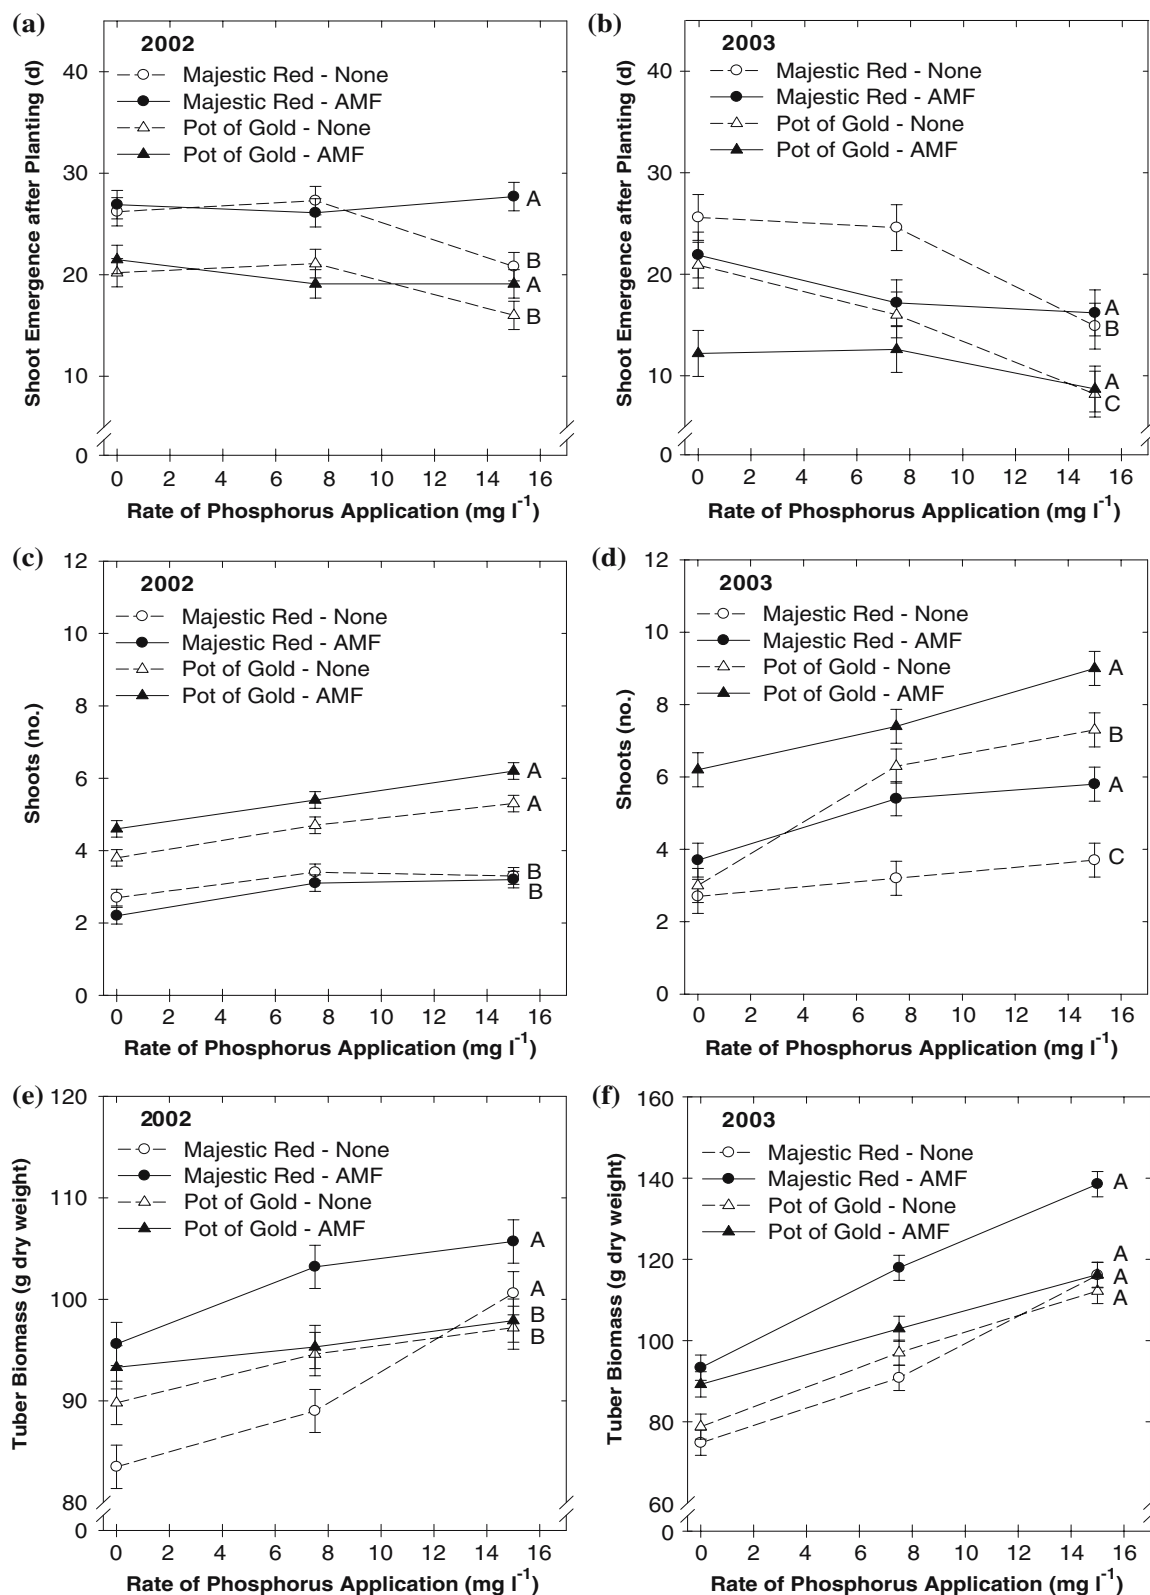 (a)
2002
Majestic Red - None
Majestic Red - AMF
Pot of Gold - None
Pot of Gold - AMF
Shoot Emergence after Planting (d)
40
30
20
10
0
A
B
A
B
0 2 4 6 8 10 12 14 16
Rate of Phosphorus Application (mg l⁻¹)
(b)
2003
Majestic Red - None
Majestic Red - AMF
Pot of Gold - None
Pot of Gold - AMF
Shoot Emergence after Planting (d)
40
30
20
10
0
A
B
A
C
0 2 4 6 8 10 12 14 16
Rate of Phosphorus Application (mg l⁻¹)
(c)
2002
Majestic Red - None
Majestic Red - AMF
Pot of Gold - None
Pot of Gold - AMF
Shoots (no.)
12
10
8
6
4
2
0
A
A
B
B
0 2 4 6 8 10 12 14 16
Rate of Phosphorus Application (mg l⁻¹)
(d)
2003
Majestic Red - None
Majestic Red - AMF
Pot of Gold - None
Pot of Gold - AMF
Shoots (no.)
12
10
8
6
4
2
0
A
B
A
C
0 2 4 6 8 10 12 14 16
Rate of Phosphorus Application (mg l⁻¹)
(e)
2002
Majestic Red - None
Majestic Red - AMF
Pot of Gold - None
Pot of Gold - AMF
Tuber Biomass (g dry weight)
120
110
100
90
80
0
A
A
B
B
0 2 4 6 8 10 12 14 16
Rate of Phosphorus Application (mg l⁻¹)
(f)
2003
Majestic Red - None
Majestic Red - AMF
Pot of Gold - None
Pot of Gold - AMF
Tuber Biomass (g dry weight)
160
140
120
100
80
60
0
A
A
A
A
0 2 4 6 8 10 12 14 16
Rate of Phosphorus Application (mg l⁻¹)